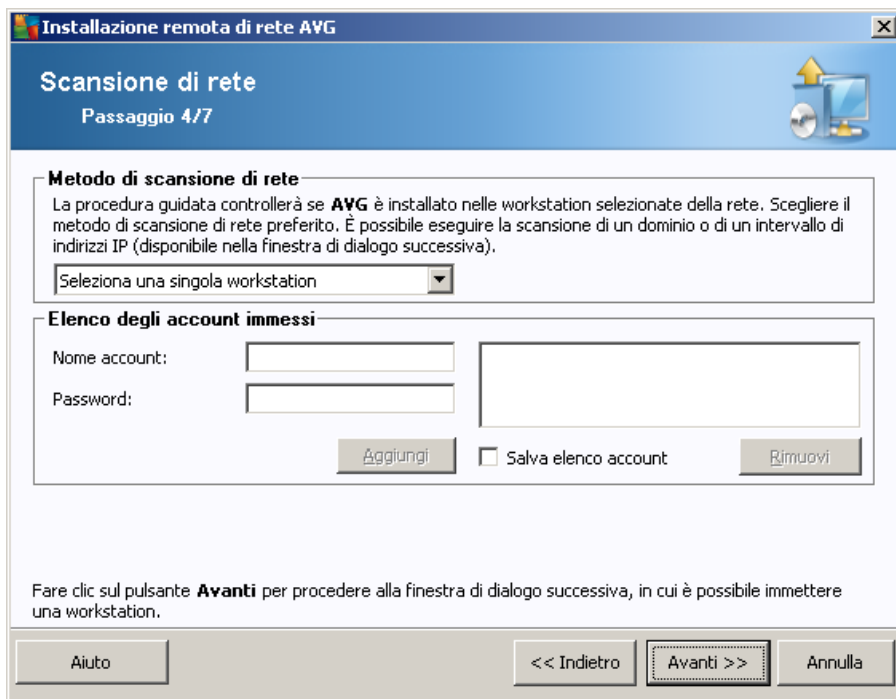 Installazione remota di rete AVG
Scansione di rete
Passaggio 4/7
Metodo di scansione di rete
La procedura guidata controllerà se AVG è installato nelle workstation selezionate della rete. Scegliere il
metodo di scansione di rete preferito. È possibile eseguire la scansione di un dominio o di un intervallo di
indirizzi IP (disponibile nella finestra di dialogo successiva).
Seleziona una singola workstation
Elenco degli account immessi
Nome account:
Password:
Aggiungi
Salva elenco account
Rimuovi
Fare clic sul pulsante Avanti per procedere alla finestra di dialogo successiva, in cui è possibile immettere
una workstation.
Aiuto
<< Indietro
Avanti >>
Annulla